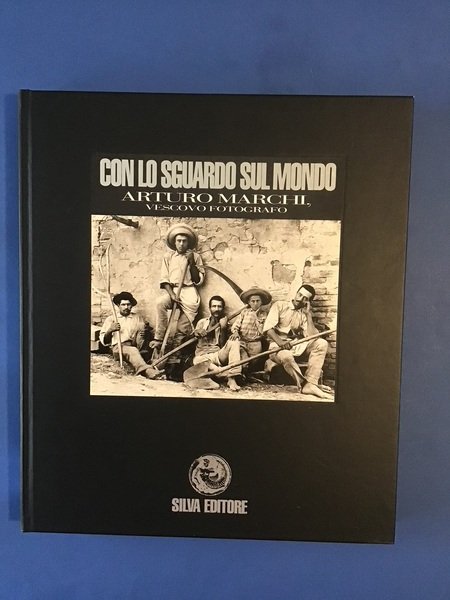 CON LO SGUARDO SUL MONDO
ARTURO MARCHI,
VESCOVO FOTOGRAFO
SILVA EDITORE